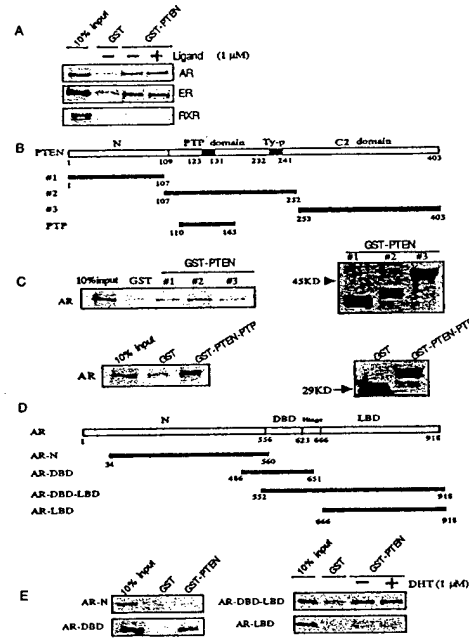 A
10% input GST GST-PTEN
− − + Ligand (1 µM)
AR
ER
RXR
B
N PTP domain Ty-p C2 domain
PTEN
1 109 123 131 232 241 403
#1
1 107
#2
107 252
#3
253 403
PTP
110 143
C
GST-PTEN
10% input GST #1 #2 #3
AR
GST-PTEN
#1 #2 #3
45KD
10% input GST GST-PTEN-PTP
AR
GST GST-PTEN-PTP
29KD
D
N DBD Hinge LBD
AR
1 556 623 666 918
AR-N
34 560
AR-DBD
486 651
AR-DBD-LBD
552 918
AR-LBD
666 918
E
10% input GST GST-PTEN
AR-N
AR-DBD
10% input GST GST-PTEN
− + DHT (1 µM)
AR-DBD-LBD
AR-LBD